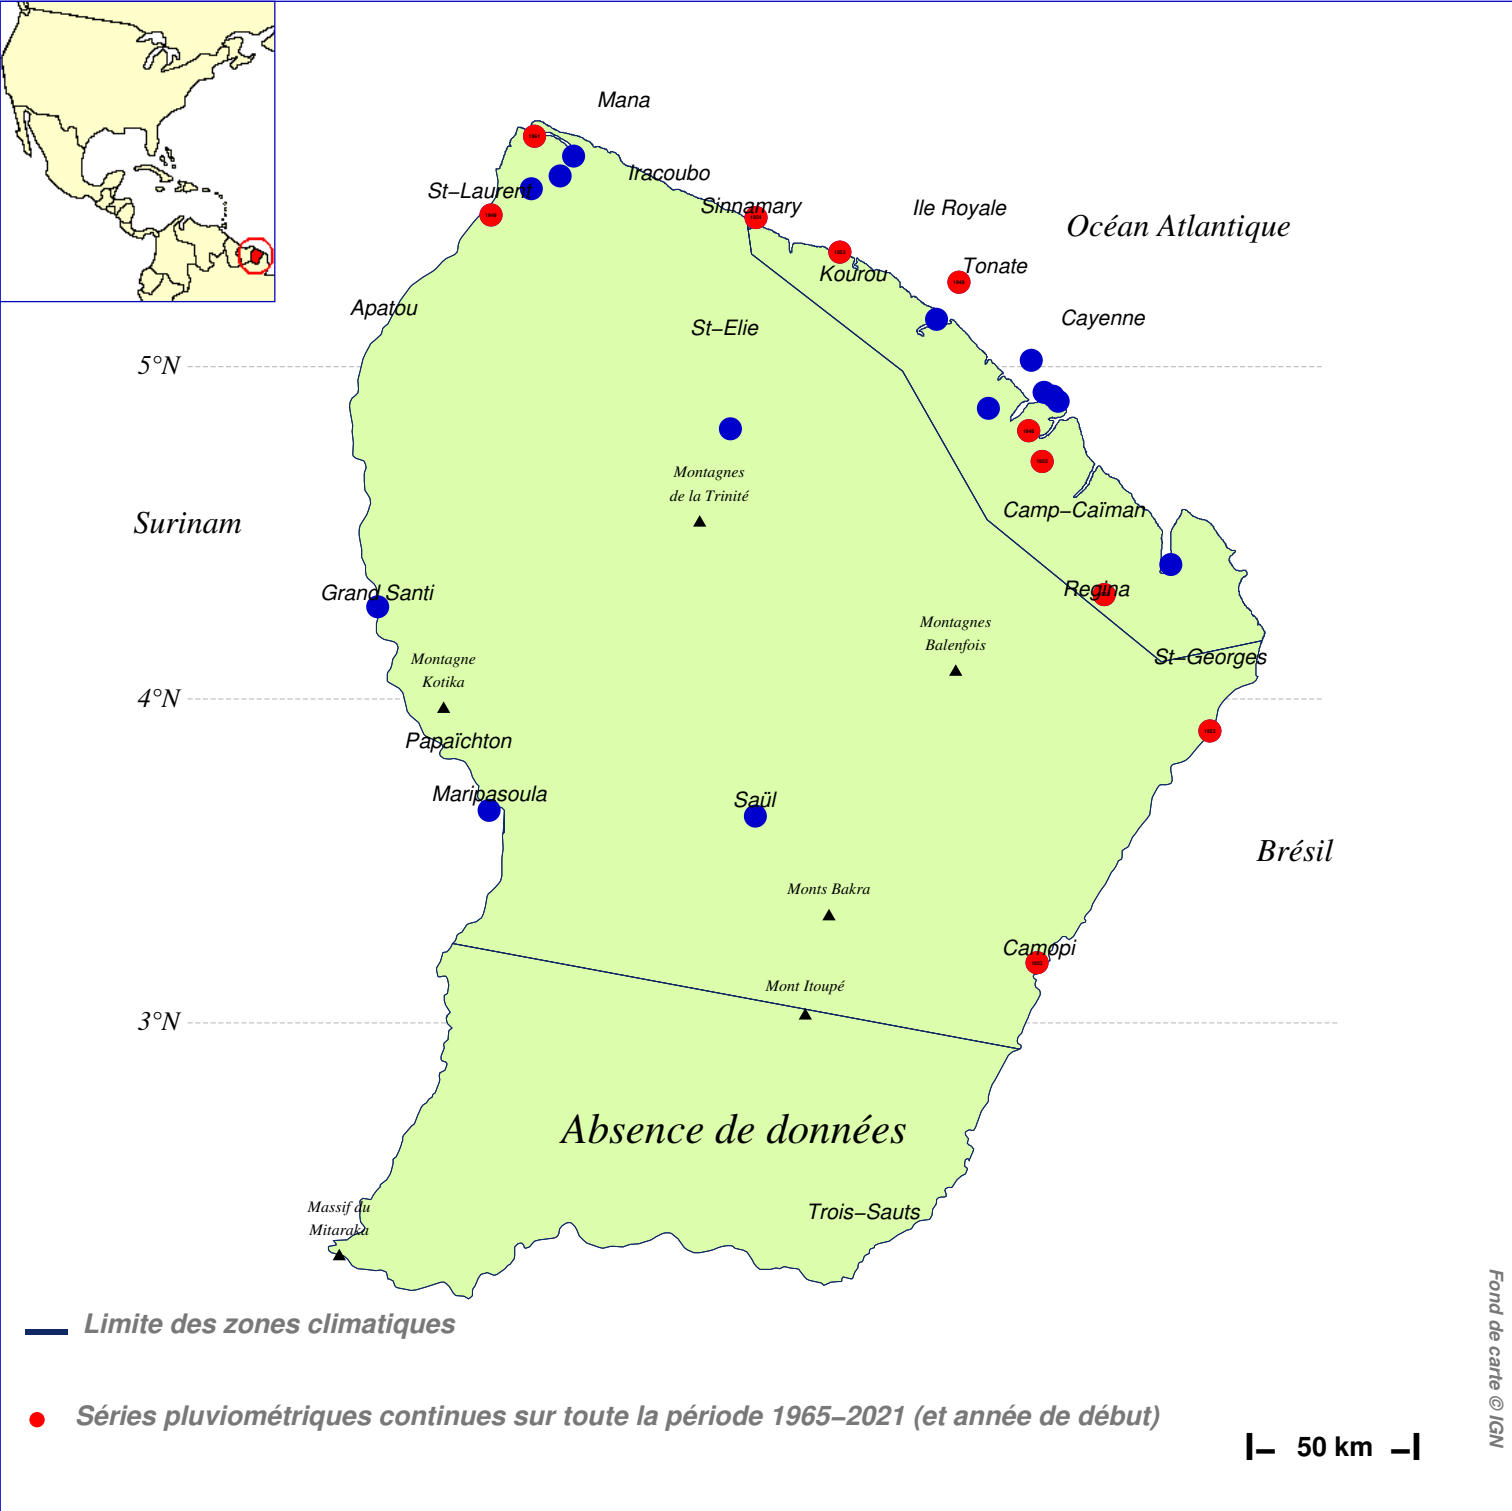 Mana
Iracoubo
St–Laurent
Sinnamary
Ile Royale
Océan Atlantique
Kourou
Tonate
Apatou
St–Elie
Cayenne
5°N
Montagnes
de la Trinité
Surinam
Camp–Caïman
Grand Santi
Regina
Montagnes
Balenfois
Montagne
Kotika
St–Georges
4°N
Papaïchton
Maripasoula
Saül
Brésil
Monts Bakra
Camopi
Mont Itoupé
3°N
Absence de données
Massif du
Mitaraka
Trois–Sauts
Limite des zones climatiques
Séries pluviométriques continues sur toute la période 1965–2021 (et année de début)
50 km
Fond de carte © IGN